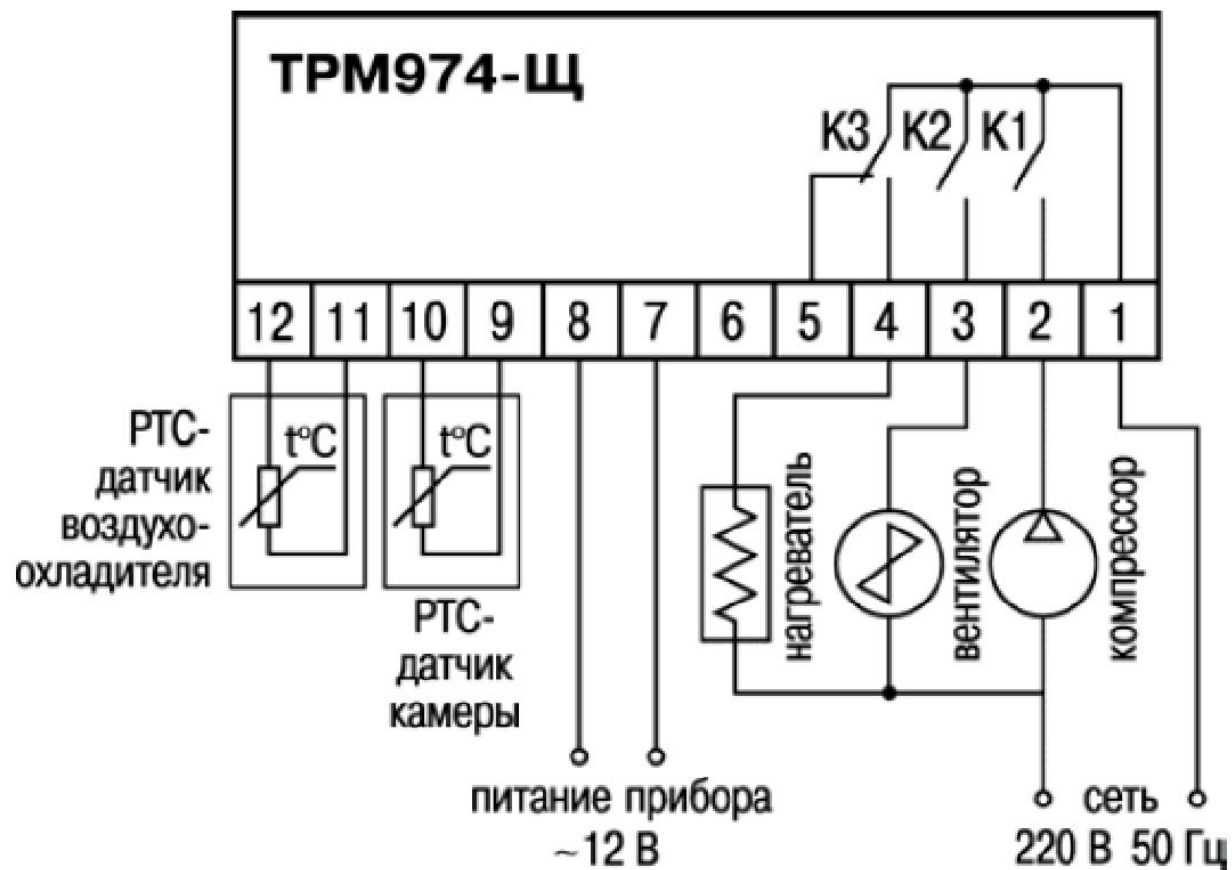 ТРМ974-Щ
К3 К2 К1
12 11 10 9 8 7 6 5 4 3 2 1
РТС-
датчик
воздухо-
охладителя
t°C
t°C
РТС-
датчик
камеры
нагреватель
вентилятор
компрессор
питание прибора
~12 В
сеть
220 В 50 Гц